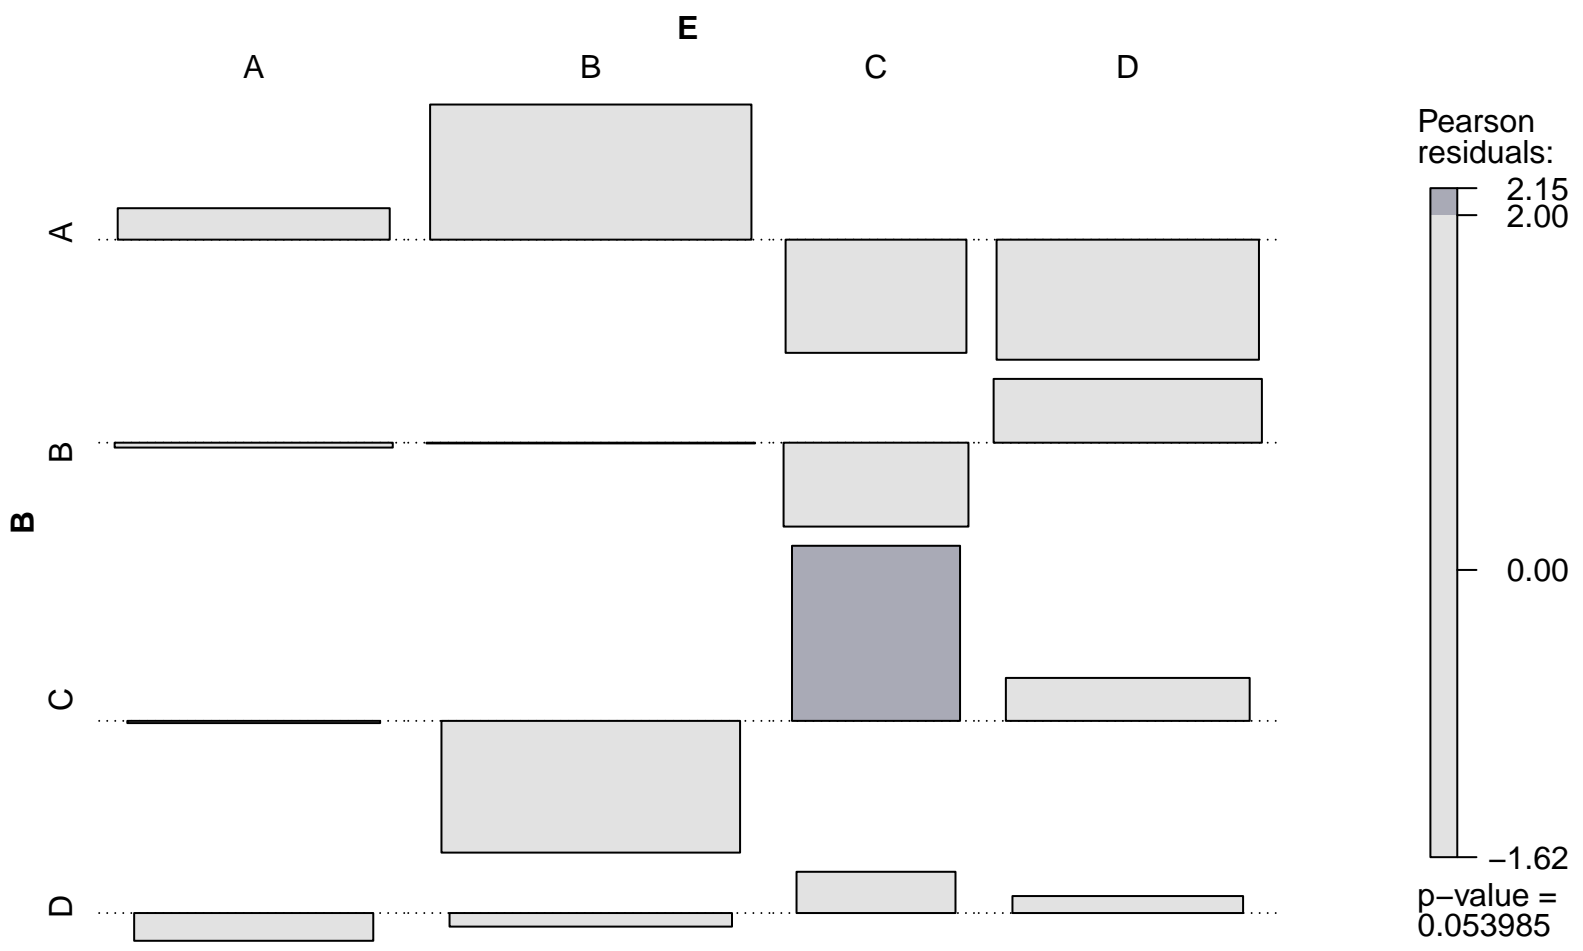 E
A B C D
A
B
C
D
B
Pearson
residuals:
2.15
2.00
0.00
−1.62
p−value =
0.053985